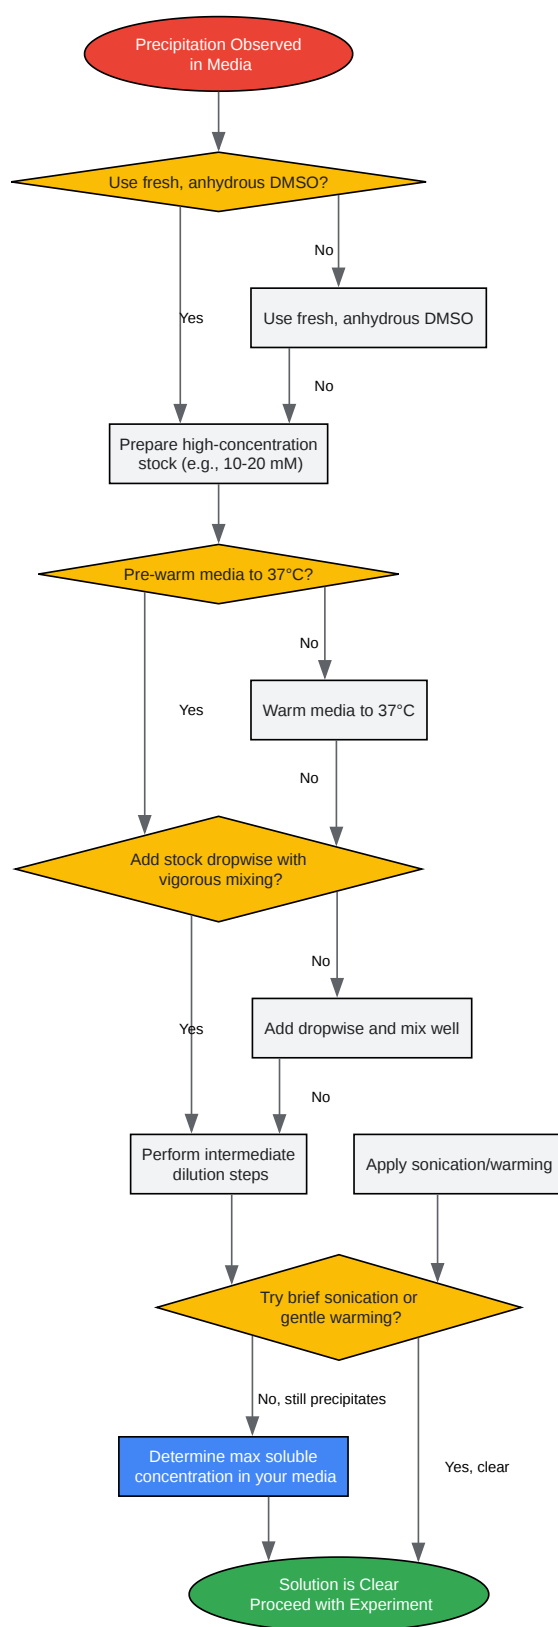 Precipitation Observed
in Media
Use fresh, anhydrous DMSO?
No
Yes
Use fresh, anhydrous DMSO
No
Prepare high-concentration
stock (e.g., 10-20 mM)
Pre-warm media to 37°C?
No
Yes
Warm media to 37°C
No
Add stock dropwise with
vigorous mixing?
No
Yes
Add dropwise and mix well
No
Perform intermediate
dilution steps
Apply sonication/warming
Try brief sonication or
gentle warming?
No, still precipitates
Determine max soluble
concentration in your media
Yes, clear
Solution is Clear
Proceed with Experiment